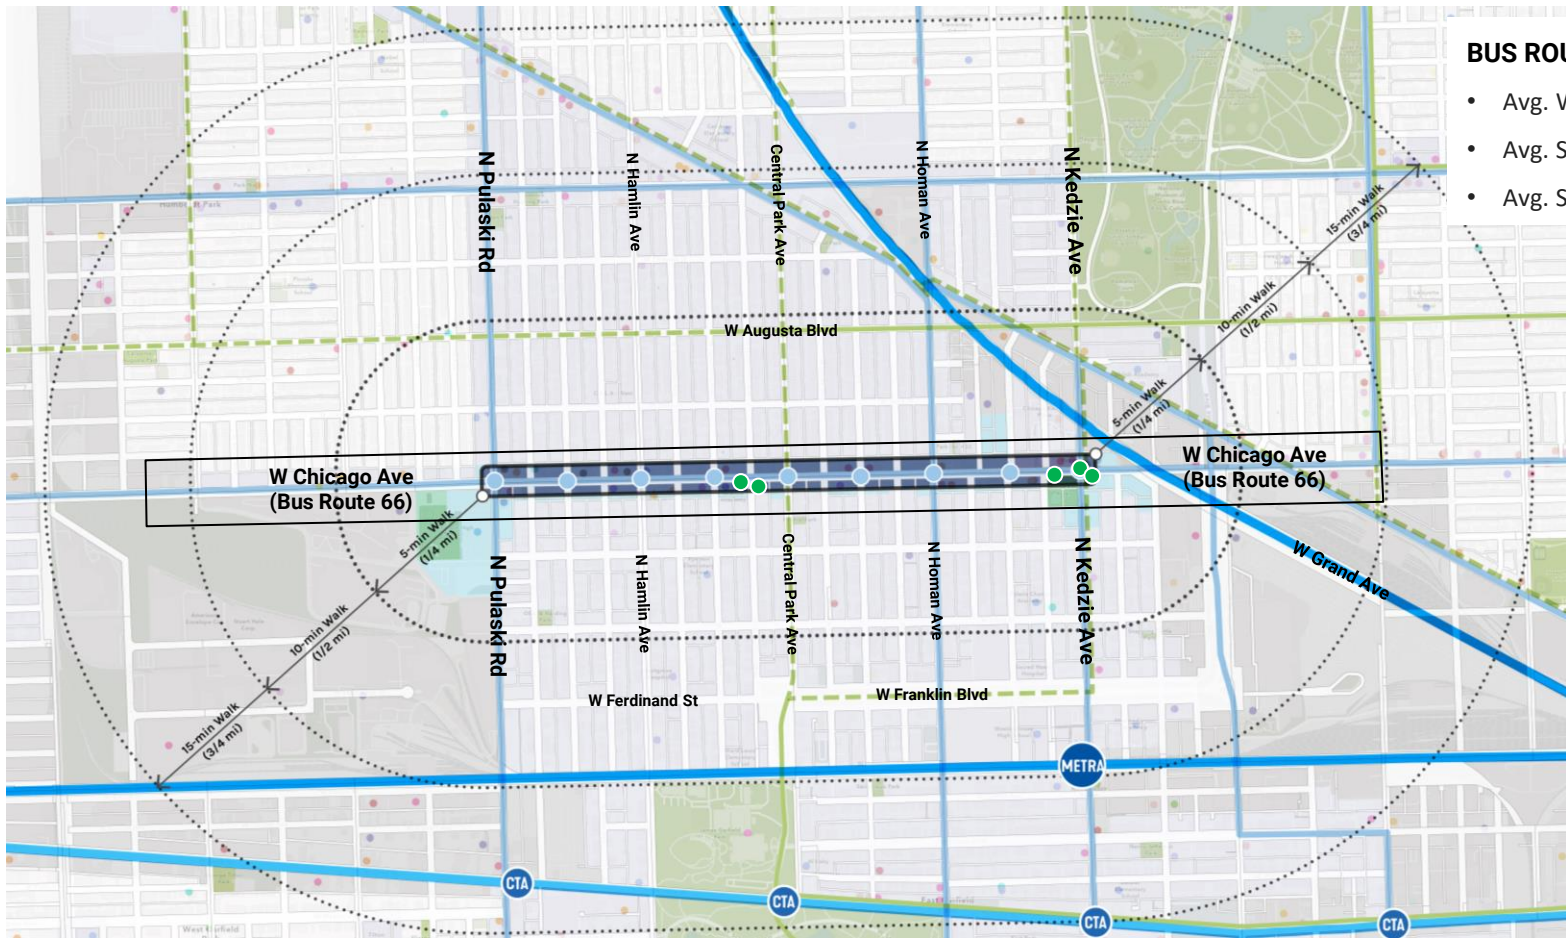 BUS ROU
• Avg. W
• Avg. S
• Avg. S
N Pulaski Rd
N Hamlin Ave
Central Park Ave
N Homan Ave
N Kedzie Ave
15-min Walk
(3/4 mi)
10-min Walk
(1/2 mi)
5-min Walk
(1/4 mi)
W Augusta Blvd
W Chicago Ave
(Bus Route 66)
W Chicago Ave
(Bus Route 66)
5-min Walk
(1/4 mi)
10-min Walk
(1/2 mi)
15-min Walk
(3/4 mi)
N Pulaski Rd
N Hamlin Ave
Central Park Ave
N Homan Ave
N Kedzie Ave
W Grand Ave
W Ferdinand St
W Franklin Blvd
METRA
CTA
CTA
CTA
CTA